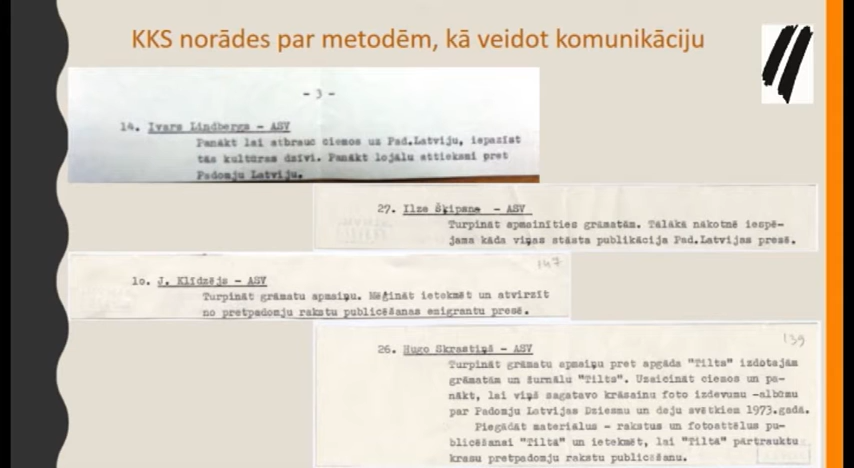 KKS norādes par metodēm, kā veidot komunikāciju
- 3 -
14. Ivars Lindbergs - ASV
Panākt lai atbrauc ciemos uz Pad.Latviju, iepazīst
tās kultūras dzīvi. Panākt lojālu attieksmi pret
Padomju Latviju.
27. Ilze Šķipsna - ASV
Turpināt apmainīties grāmatām. Tālākā nākotnē iespē-
jama kāda viņas stāsta publikācija Pad.Latvijas presē.
147
10. J. Klīdzējs - ASV
Turpināt grāmatu apmaiņu. Mēģināt ietekmēt un atvirzīt
no pretpadomju rakstu publicēšanas emigrantu presē.
139
26. Hugo Skrastiņš - ASV
Turpināt grāmatu apmaiņu pret apgāda "Tilts" izdotajām
grāmatām un žurnālu "Tilts". Uzaicināt ciemos un pa-
nākt, lai viņš sagatavo krāsainu foto izdevumu -albūmu
par Padomju Latvijas Dziesmu un deju svētkiem 1973.gadā.
Piegādāt materiālus - rakstus un fotoattēlus pu-
blicēšanai "Tiltā" un ietekmēt, lai "Tilts" pārtrauktu
krasu pretpadomju rakstu publicēšanu.